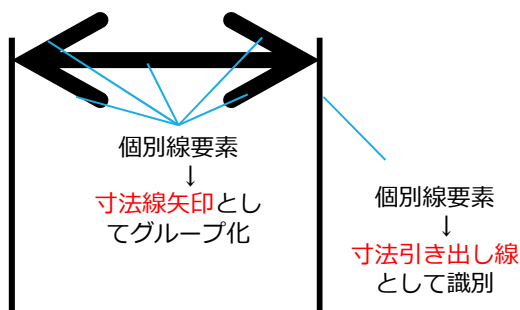 個別線要素
↓
寸法線矢印とし
てグループ化
個別線要素
↓
寸法引き出し線
として識別